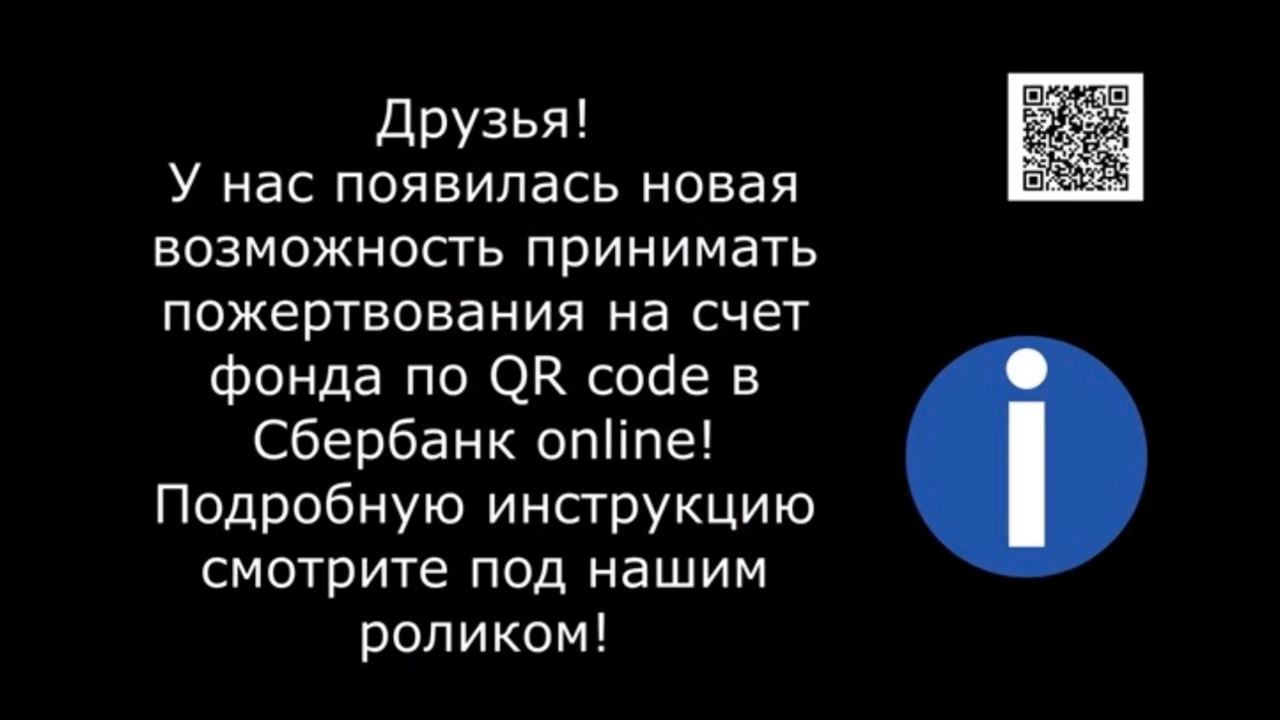 Друзья!
У нас появилась новая
возможность принимать
пожертвования на счет
фонда по QR code в
Сбербанк online!
Подробную инструкцию
смотрите под нашим
роликом!